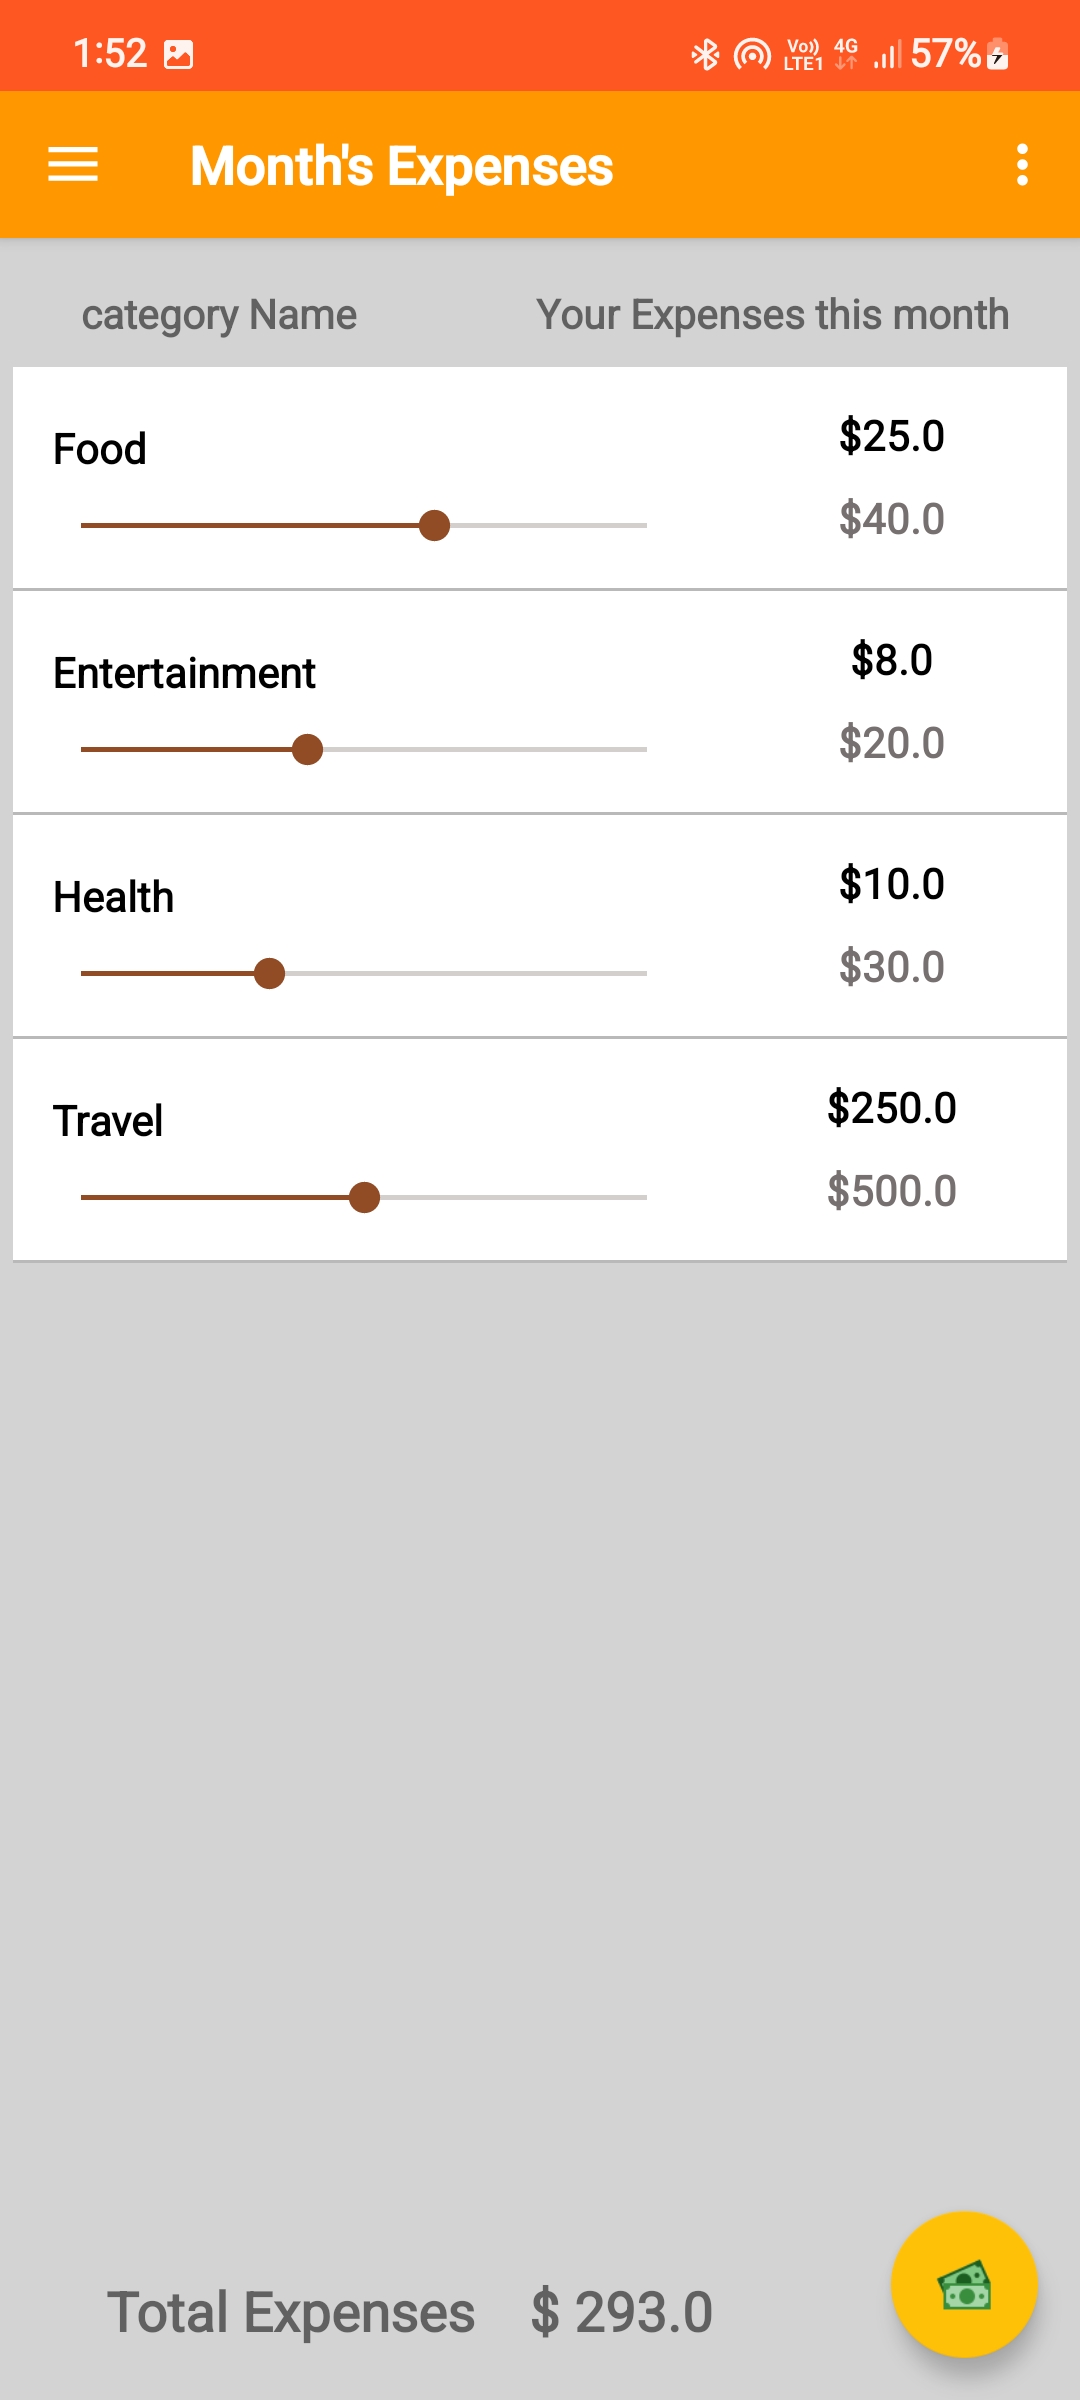 1:52 Vo)) LTE1 4G 57%
Month's Expenses
category Name Your Expenses this month
Food $25.0
$40.0
Entertainment $8.0
$20.0
Health $10.0
$30.0
Travel $250.0
$500.0
Total Expenses $ 293.0